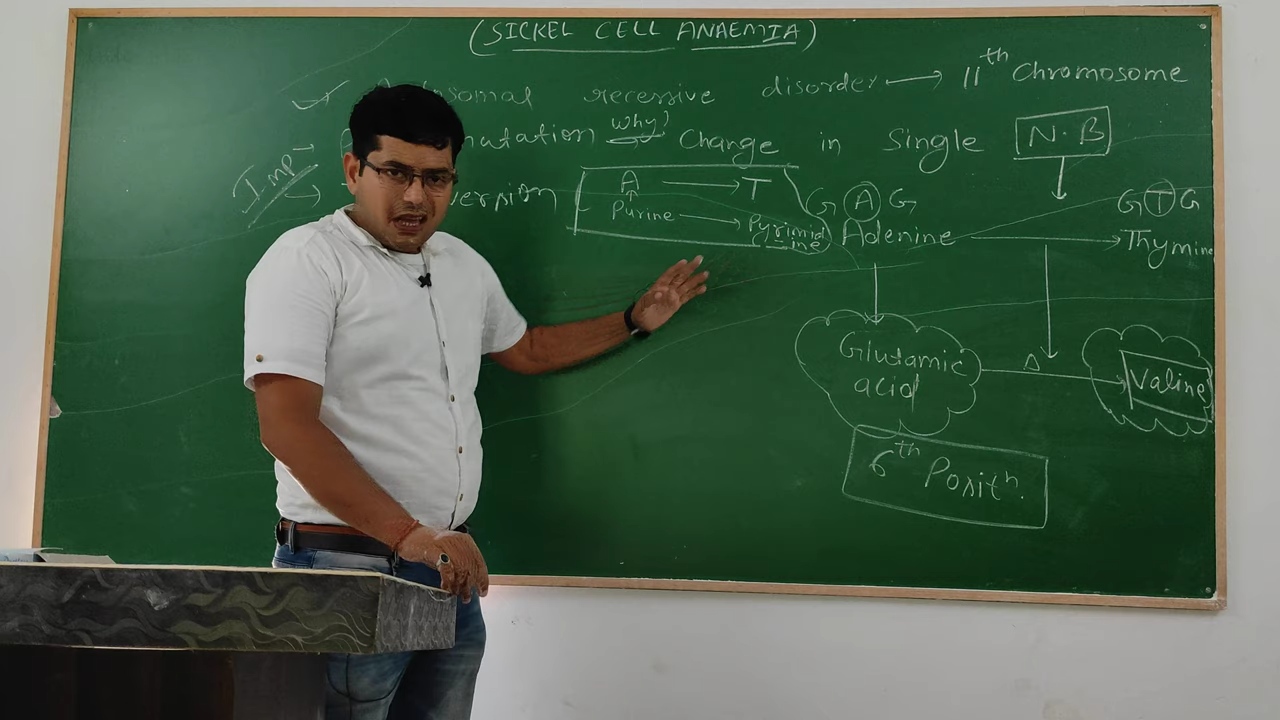 (SICKEL CELL ANAEMIA)
recessive disorder → 11th Chromosome
Why? Change in Single N.B
Imp
A → T
G A G
G T G
Purine → Pyrimidine
Adenine → Thymine
Glutamic acid
Δ
Valine
6th Positn.